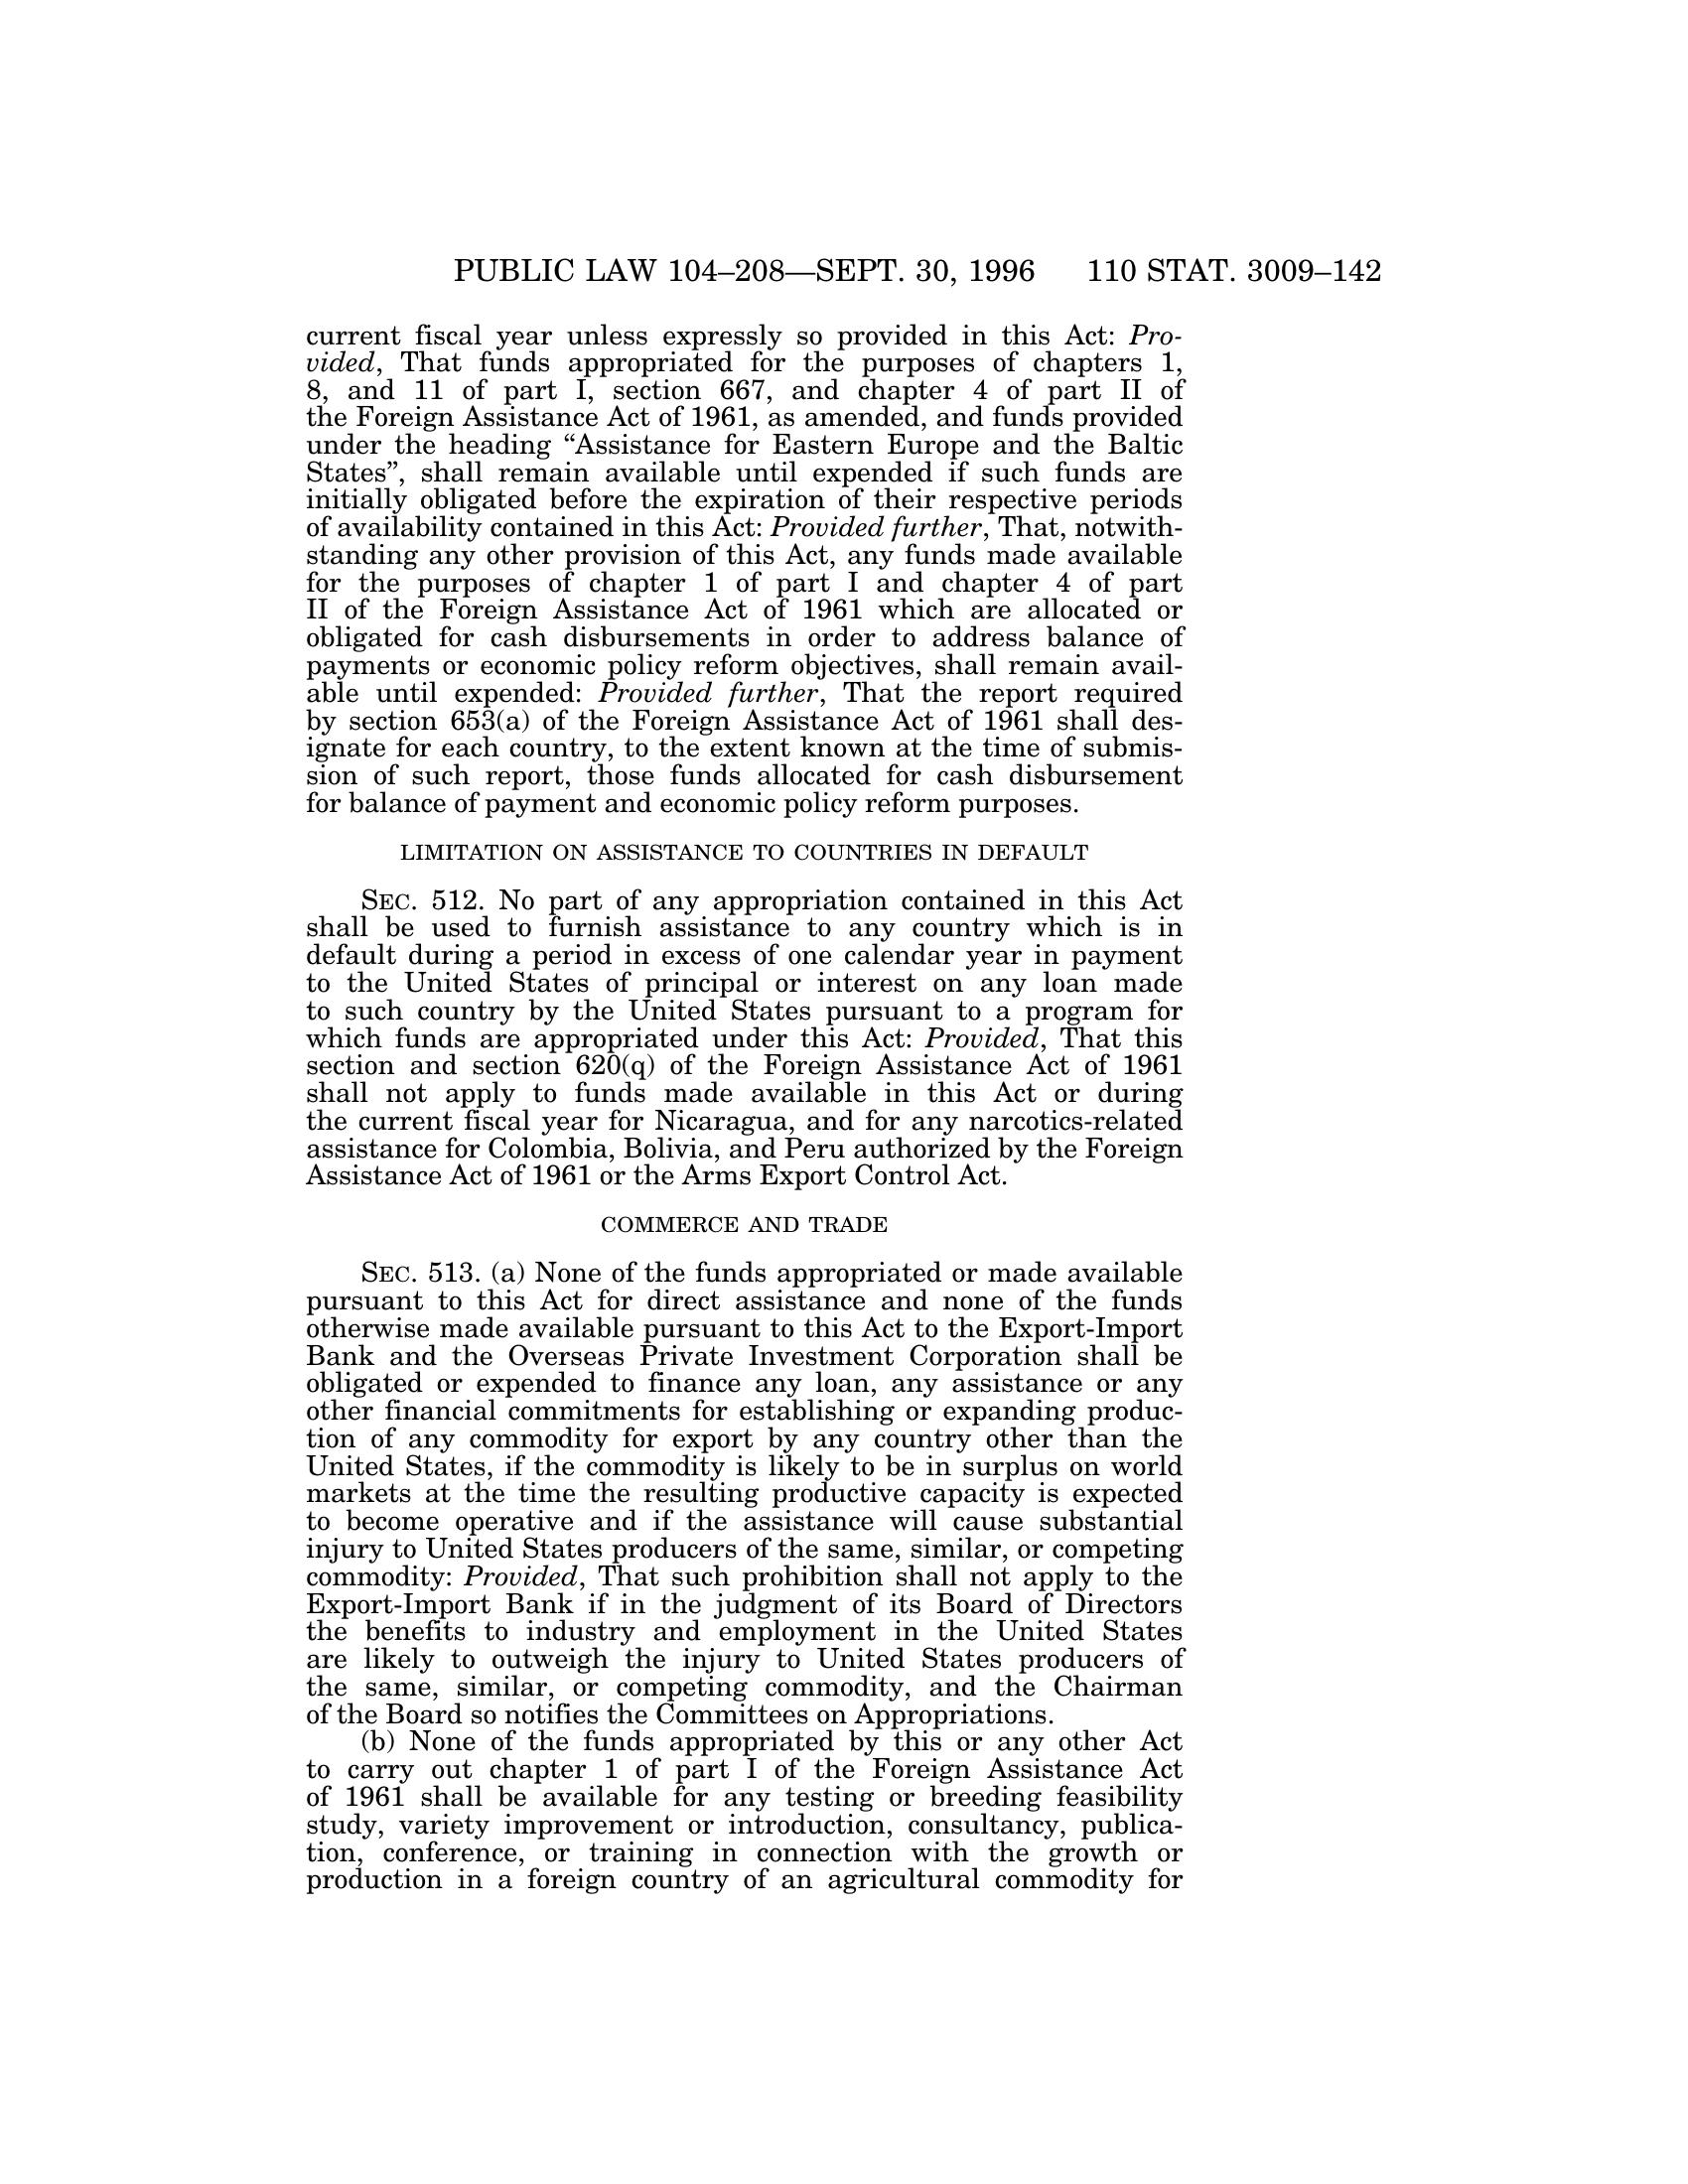 PUBLIC LAW 104–208—SEPT. 30, 1996 110 STAT. 3009–142
current fiscal year unless expressly so provided in this Act: Pro-
vided, That funds appropriated for the purposes of chapters 1,
8, and 11 of part I, section 667, and chapter 4 of part II of
the Foreign Assistance Act of 1961, as amended, and funds provided
under the heading “Assistance for Eastern Europe and the Baltic
States”, shall remain available until expended if such funds are
initially obligated before the expiration of their respective periods
of availability contained in this Act: Provided further, That, notwith-
standing any other provision of this Act, any funds made available
for the purposes of chapter 1 of part I and chapter 4 of part
II of the Foreign Assistance Act of 1961 which are allocated or
obligated for cash disbursements in order to address balance of
payments or economic policy reform objectives, shall remain avail-
able until expended: Provided further, That the report required
by section 653(a) of the Foreign Assistance Act of 1961 shall des-
ignate for each country, to the extent known at the time of submis-
sion of such report, those funds allocated for cash disbursement
for balance of payment and economic policy reform purposes.
LIMITATION ON ASSISTANCE TO COUNTRIES IN DEFAULT
SEC. 512. No part of any appropriation contained in this Act
shall be used to furnish assistance to any country which is in
default during a period in excess of one calendar year in payment
to the United States of principal or interest on any loan made
to such country by the United States pursuant to a program for
which funds are appropriated under this Act: Provided, That this
section and section 620(q) of the Foreign Assistance Act of 1961
shall not apply to funds made available in this Act or during
the current fiscal year for Nicaragua, and for any narcotics-related
assistance for Colombia, Bolivia, and Peru authorized by the Foreign
Assistance Act of 1961 or the Arms Export Control Act.
COMMERCE AND TRADE
SEC. 513. (a) None of the funds appropriated or made available
pursuant to this Act for direct assistance and none of the funds
otherwise made available pursuant to this Act to the Export-Import
Bank and the Overseas Private Investment Corporation shall be
obligated or expended to finance any loan, any assistance or any
other financial commitments for establishing or expanding produc-
tion of any commodity for export by any country other than the
United States, if the commodity is likely to be in surplus on world
markets at the time the resulting productive capacity is expected
to become operative and if the assistance will cause substantial
injury to United States producers of the same, similar, or competing
commodity: Provided, That such prohibition shall not apply to the
Export-Import Bank if in the judgment of its Board of Directors
the benefits to industry and employment in the United States
are likely to outweigh the injury to United States producers of
the same, similar, or competing commodity, and the Chairman
of the Board so notifies the Committees on Appropriations.
(b) None of the funds appropriated by this or any other Act
to carry out chapter 1 of part I of the Foreign Assistance Act
of 1961 shall be available for any testing or breeding feasibility
study, variety improvement or introduction, consultancy, publica-
tion, conference, or training in connection with the growth or
production in a foreign country of an agricultural commodity for